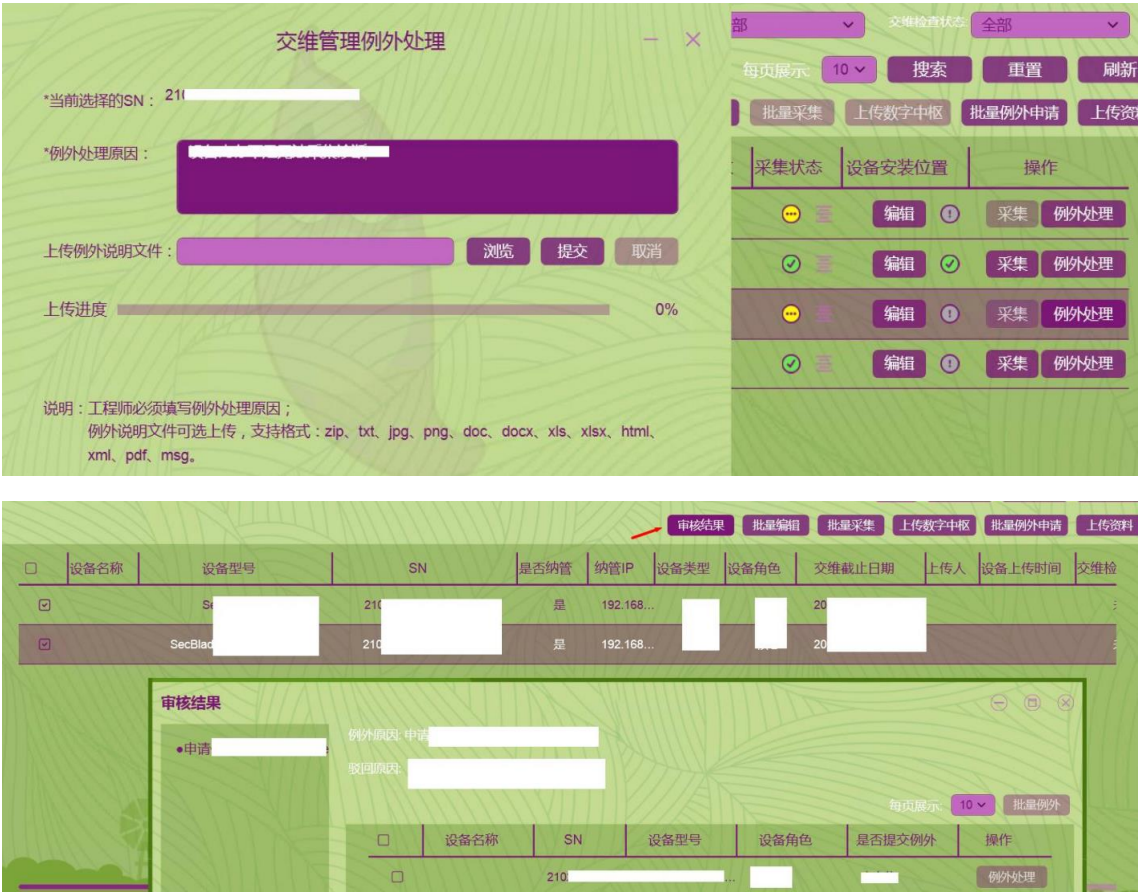 交维管理例外处理
*当前选择的SN： 210
*例外处理原因：
上传例外说明文件： 浏览 提交 取消
上传进度 0%
说明：工程师必须填写例外处理原因；
例外说明文件可选上传，支持格式：zip、txt、jpg、png、doc、docx、xls、xlsx、html、
xml、pdf、msg。
部 交维检查状态: 全部
每页展示: 10 搜索 重置 刷新
批量采集 上传数字中枢 批量例外申请 上传资
采集状态 设备安装位置 操作
编辑 采集 例外处理
编辑 采集 例外处理
编辑 采集 例外处理
编辑 采集 例外处理
审核结果 批量编辑 批量采集 上传数字中枢 批量例外申请 上传资料
设备名称 设备型号 SN 是否纳管 纳管IP 设备类型 设备角色 交维截止日期 上传人 设备上传时间 交维检
Se 210 是 192.168... 20
SecBlad 210 是 192.168... 20
审核结果
●申请
例外原因: 申请
驳回原因:
每页展示: 10 批量例外
设备名称 SN 设备型号 设备角色 是否提交例外 操作
210 ... 例外处理